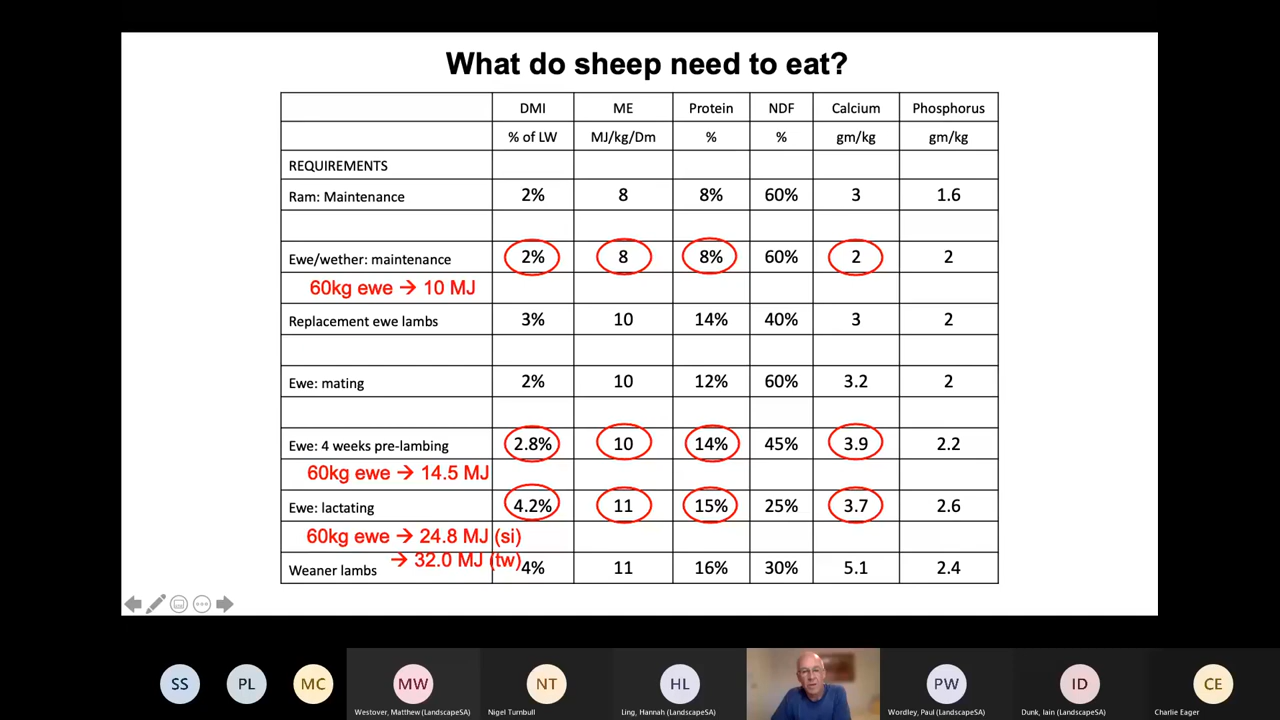 What do sheep need to eat?
DMI ME Protein NDF Calcium Phosphorus
% of LW MJ/kg/Dm % % gm/kg gm/kg
REQUIREMENTS
Ram: Maintenance 2% 8 8% 60% 3 1.6
Ewe/wether: maintenance 2% 8 8% 60% 2 2
60kg ewe → 10 MJ
Replacement ewe lambs 3% 10 14% 40% 3 2
Ewe: mating 2% 10 12% 60% 3.2 2
Ewe: 4 weeks pre-lambing 2.8% 10 14% 45% 3.9 2.2
60kg ewe → 14.5 MJ
Ewe: lactating 4.2% 11 15% 25% 3.7 2.6
60kg ewe → 24.8 MJ (si)
→ 32.0 MJ (tw)
Weaner lambs 4% 11 16% 30% 5.1 2.4
SS PL MC MW NT HL PW ID CE
Westover, Matthew (LandscapeSA) Nigel Turnbull Ling, Hannah (LandscapeSA) Wordley, Paul (LandscapeSA) Dunk, Iain (LandscapeSA) Charlie Eager